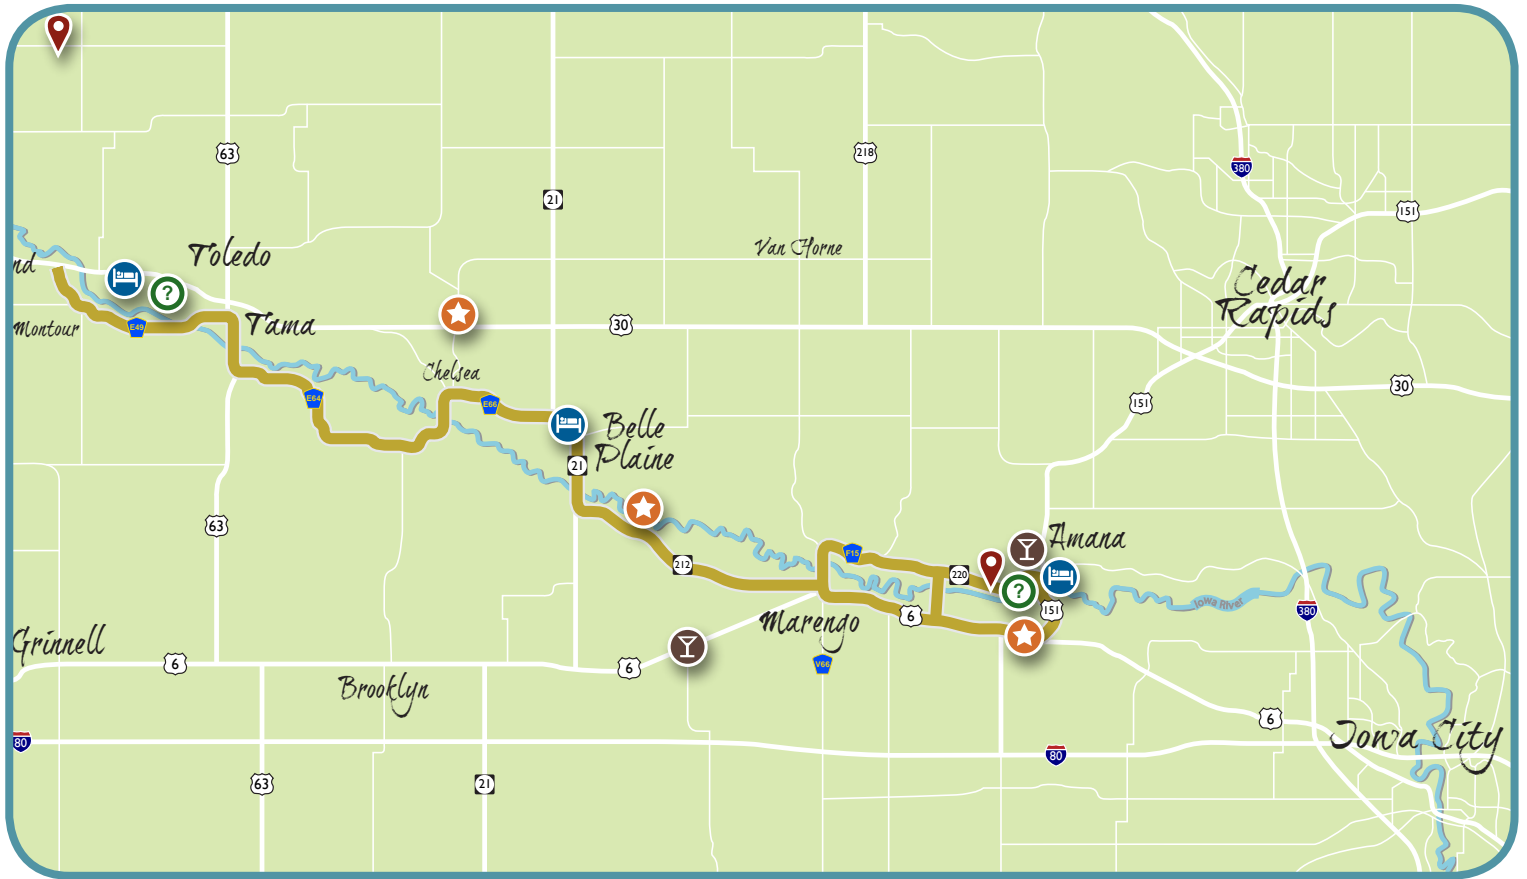 63
218
380
21
151
Van Horne
Toledo
nd
?
Cedar
Rapids
Montour
E49
Tama
30
Chelsea
30
E64
E66
151
Belle
Plaine
21
63
Amana
F15
212
220
?
Iowa River
151
380
6
Marengo
Grinnell
6
6
V66
Brooklyn
6
Iowa City
80
80
63
21